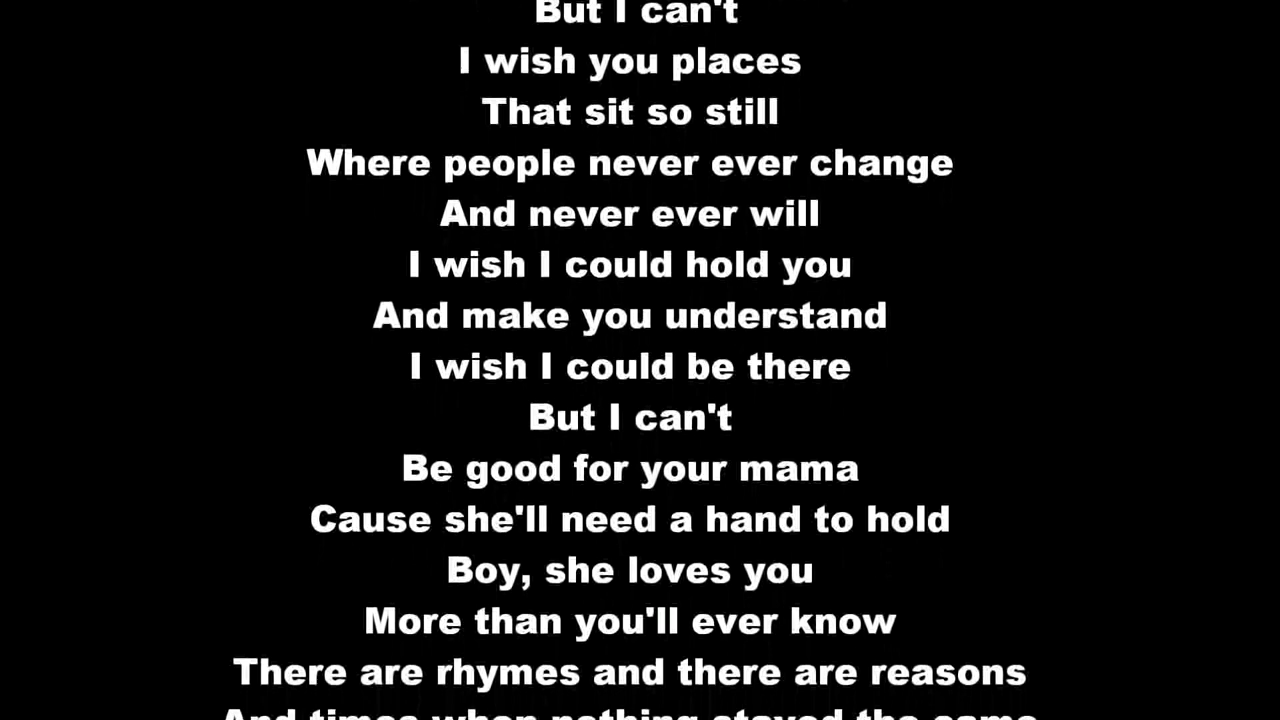 But I can't
I wish you places
That sit so still
Where people never ever change
And never ever will
I wish I could hold you
And make you understand
I wish I could be there
But I can't
Be good for your mama
Cause she'll need a hand to hold
Boy, she loves you
More than you'll ever know
There are rhymes and there are reasons
And times when nothing stayed the same